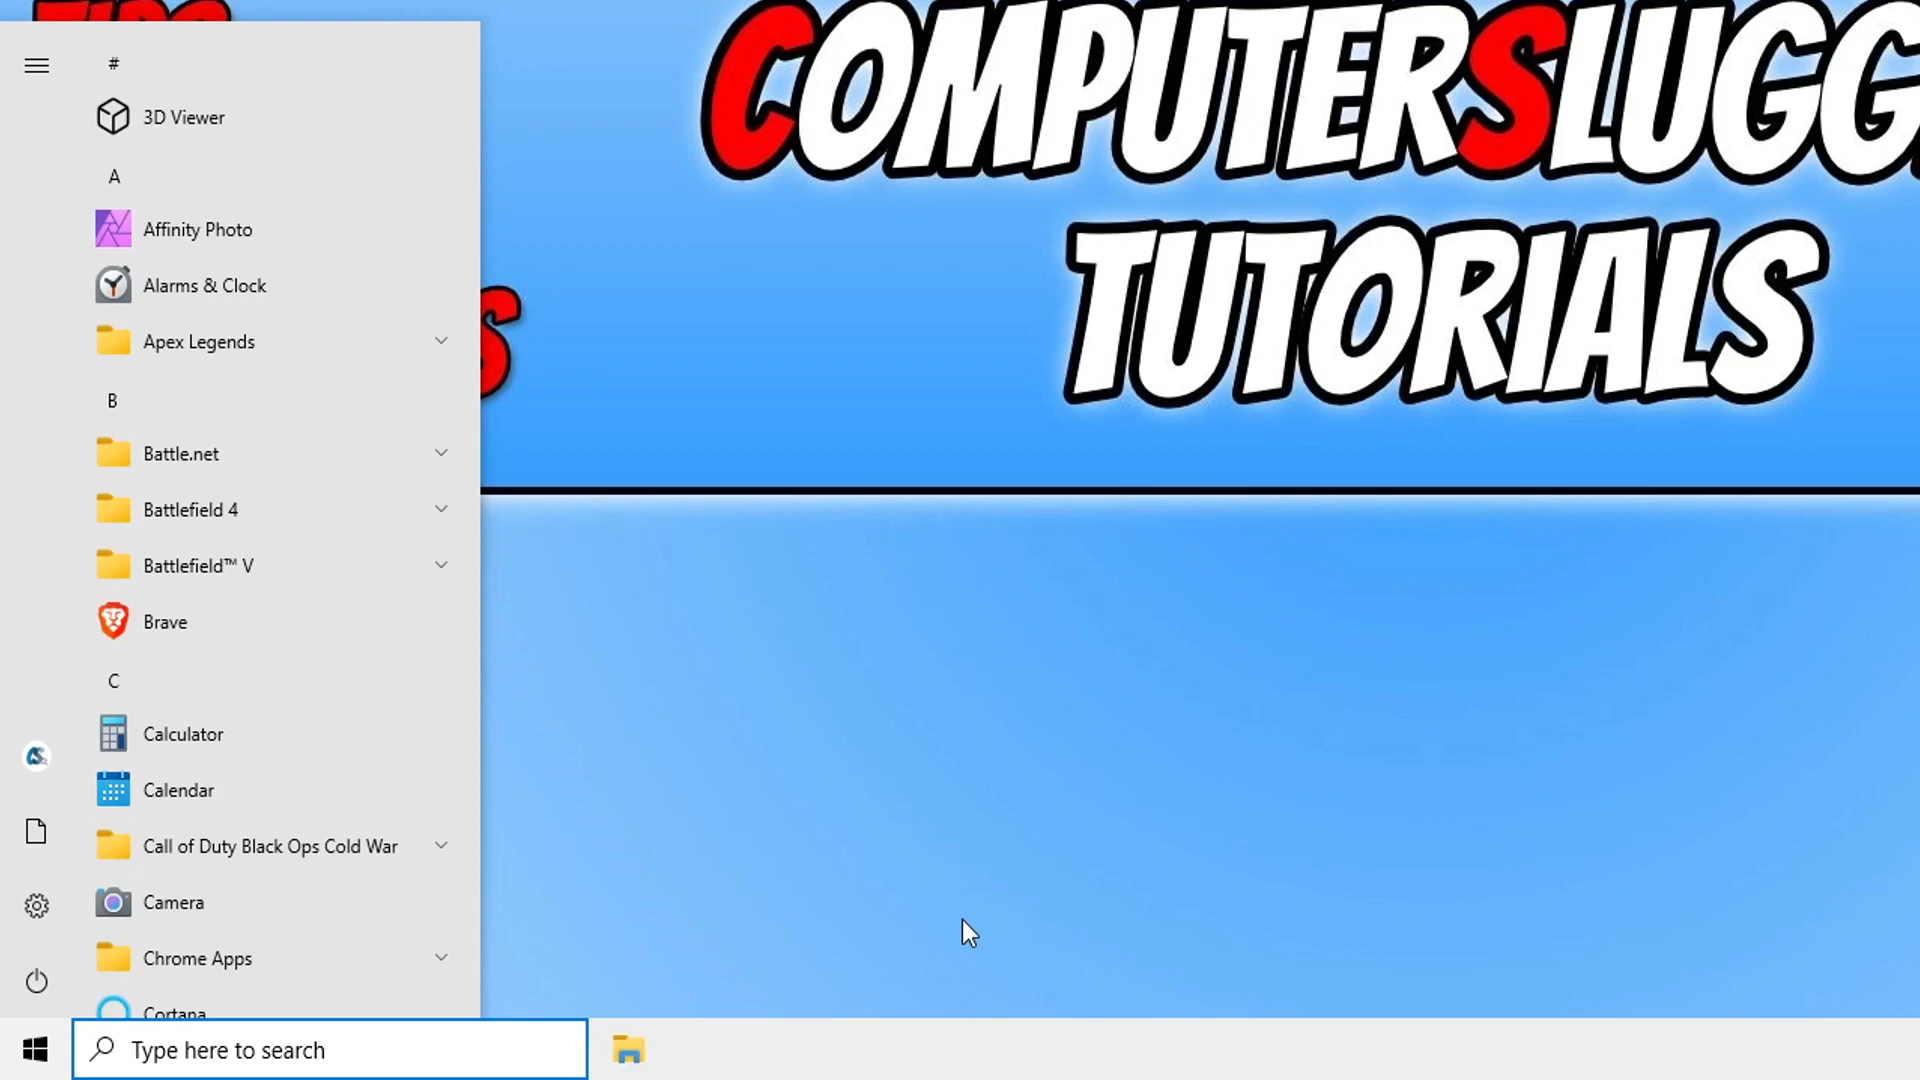 TIPS
COMPUTERSLUGG
TUTORIALS
S
#
3D Viewer
A
Affinity Photo
Alarms & Clock
Apex Legends
B
Battle.net
Battlefield 4
Battlefield™ V
Brave
C
Calculator
Calendar
Call of Duty Black Ops Cold War
Camera
Chrome Apps
Cortana
Type here to search